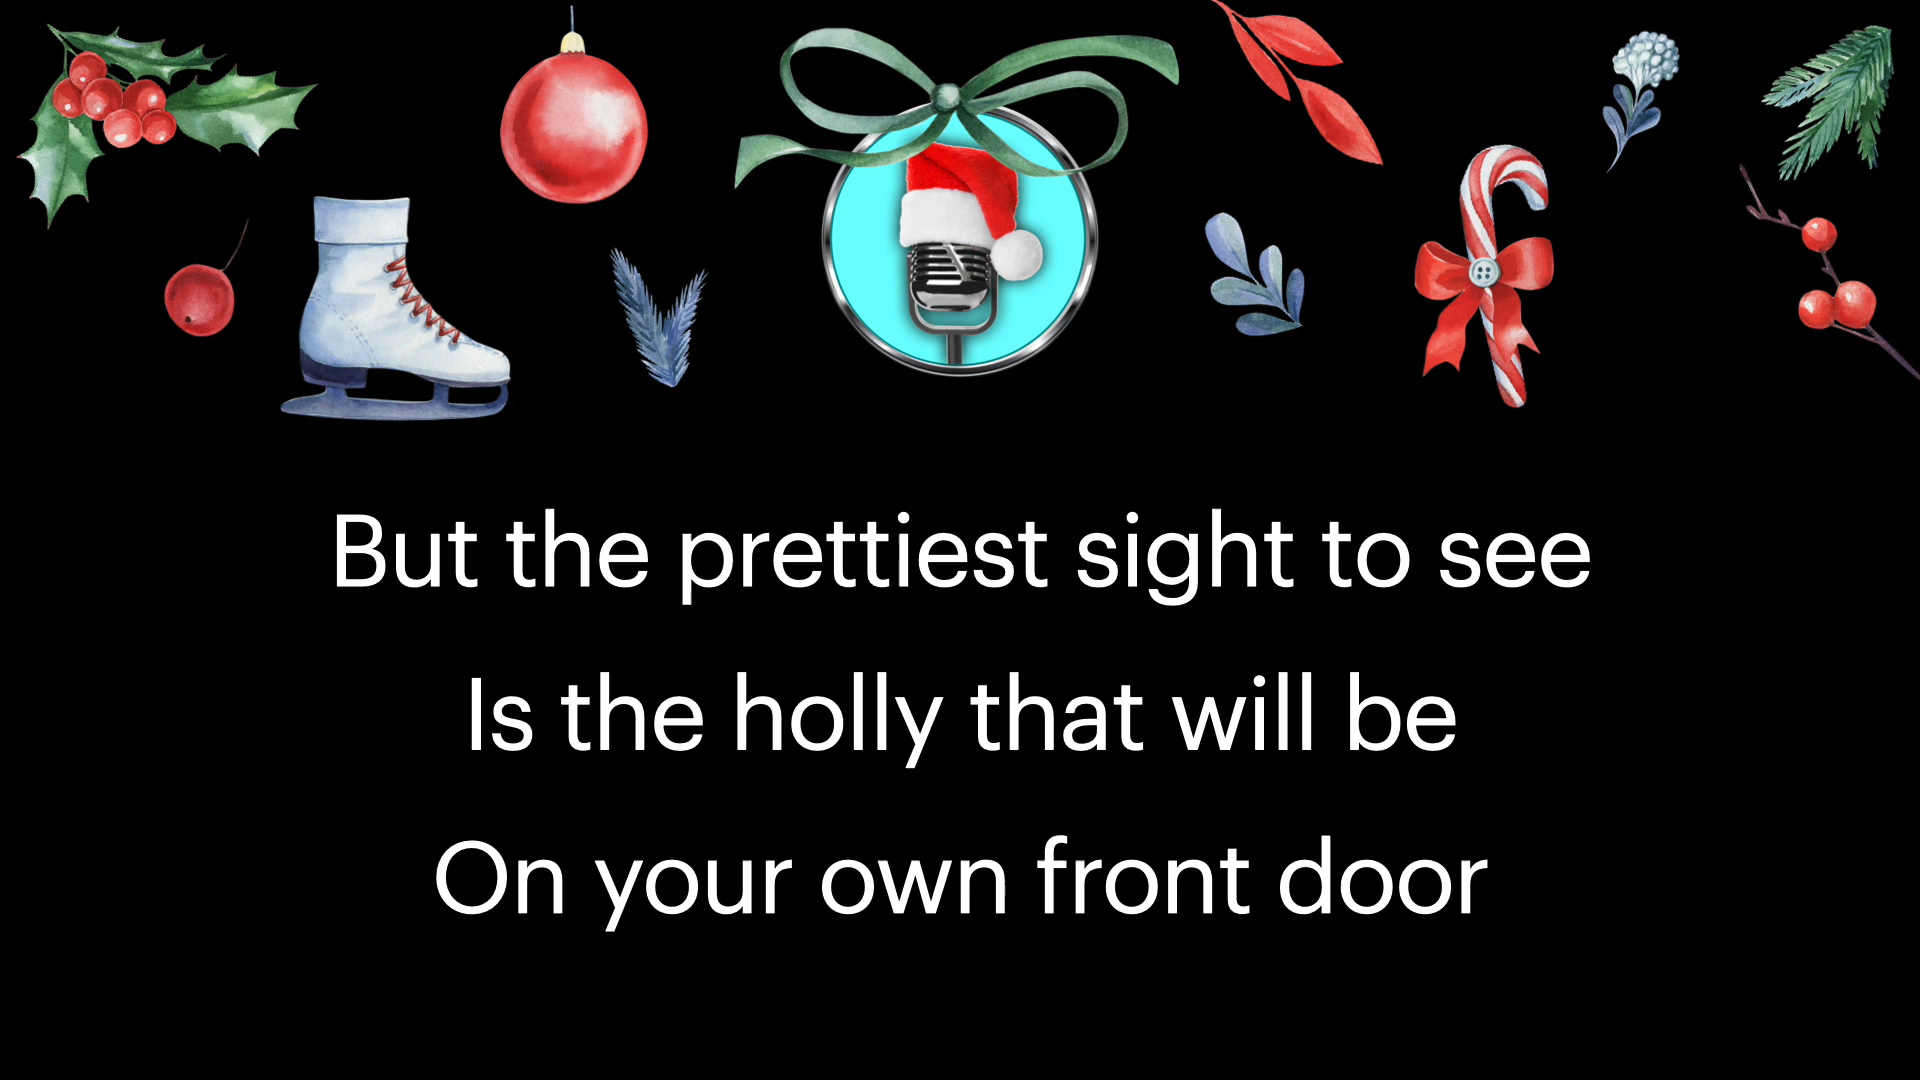 But the prettiest sight to see
Is the holly that will be
On your own front door